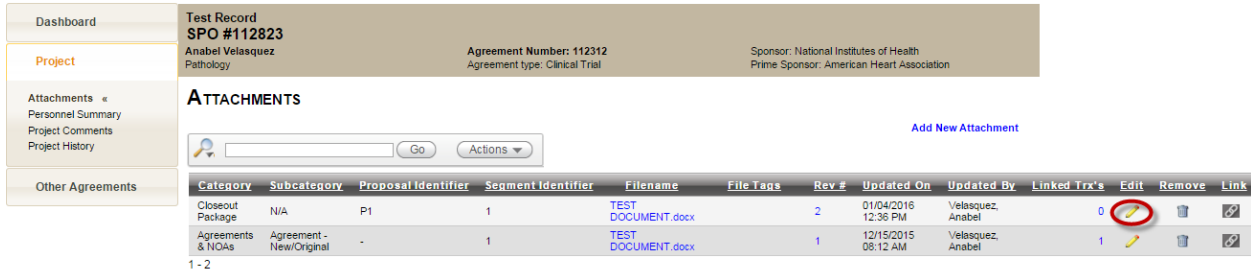 Dashboard
Project
Attachments «
Personnel Summary
Project Comments
Project History
Other Agreements
Test Record
SPO #112823
Anabel Velasquez
Pathology
Agreement Number: 112312
Agreement type: Clinical Trial
Sponsor: National Institutes of Health
Prime Sponsor: American Heart Association
ATTACHMENTS
Add New Attachment
Go
Actions
Category Subcategory Proposal Identifier Segment Identifier Filename File Tags Rev # Updated On Updated By Linked Trx's Edit Remove Link
Closeout Package N/A P1 1 TEST DOCUMENT.docx 2 01/04/2016 12:36 PM Velasquez, Anabel 0
Agreements & NOAs Agreement - New/Original - 1 TEST DOCUMENT.docx 1 12/15/2015 08:12 AM Velasquez, Anabel 1
1 - 2